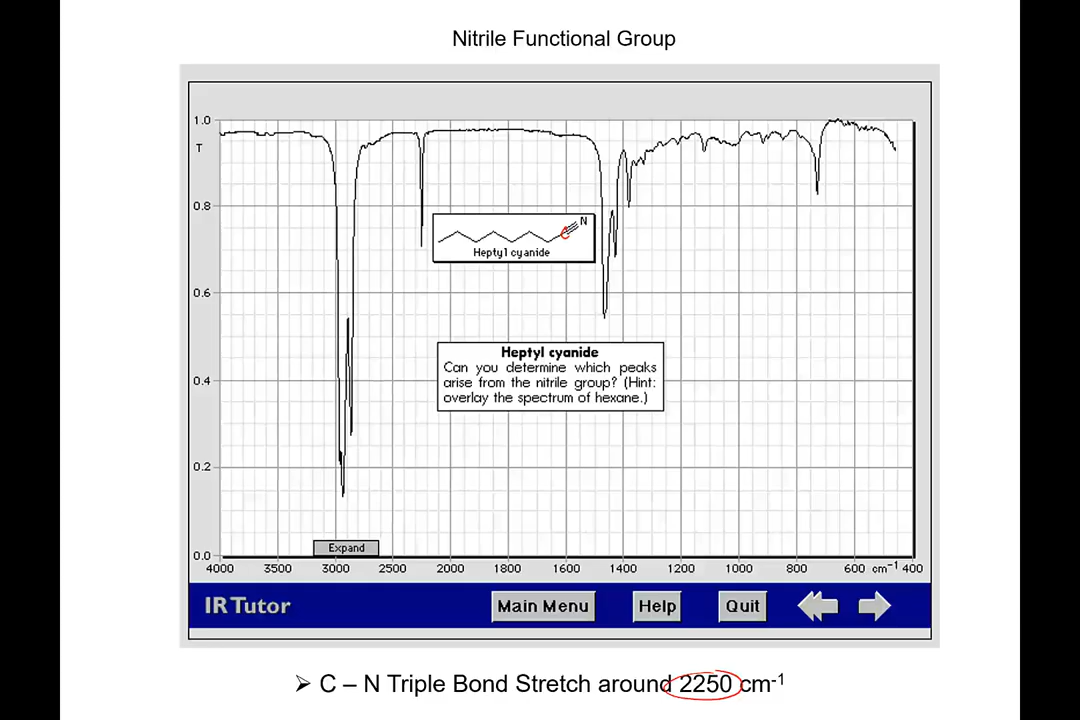 Nitrile Functional Group
1.0
T
0.8
N
C
Heptyl cyanide
0.6
Heptyl cyanide
Can you determine which peaks
arise from the nitrile group? (Hint:
overlay the spectrum of hexane.)
0.4
0.2
Expand
0.0
4000 3500 3000 2500 2000 1800 1600 1400 1200 1000 800 600 cm-1 400
IR Tutor Main Menu Help Quit
➢ C – N Triple Bond Stretch around 2250 cm-1